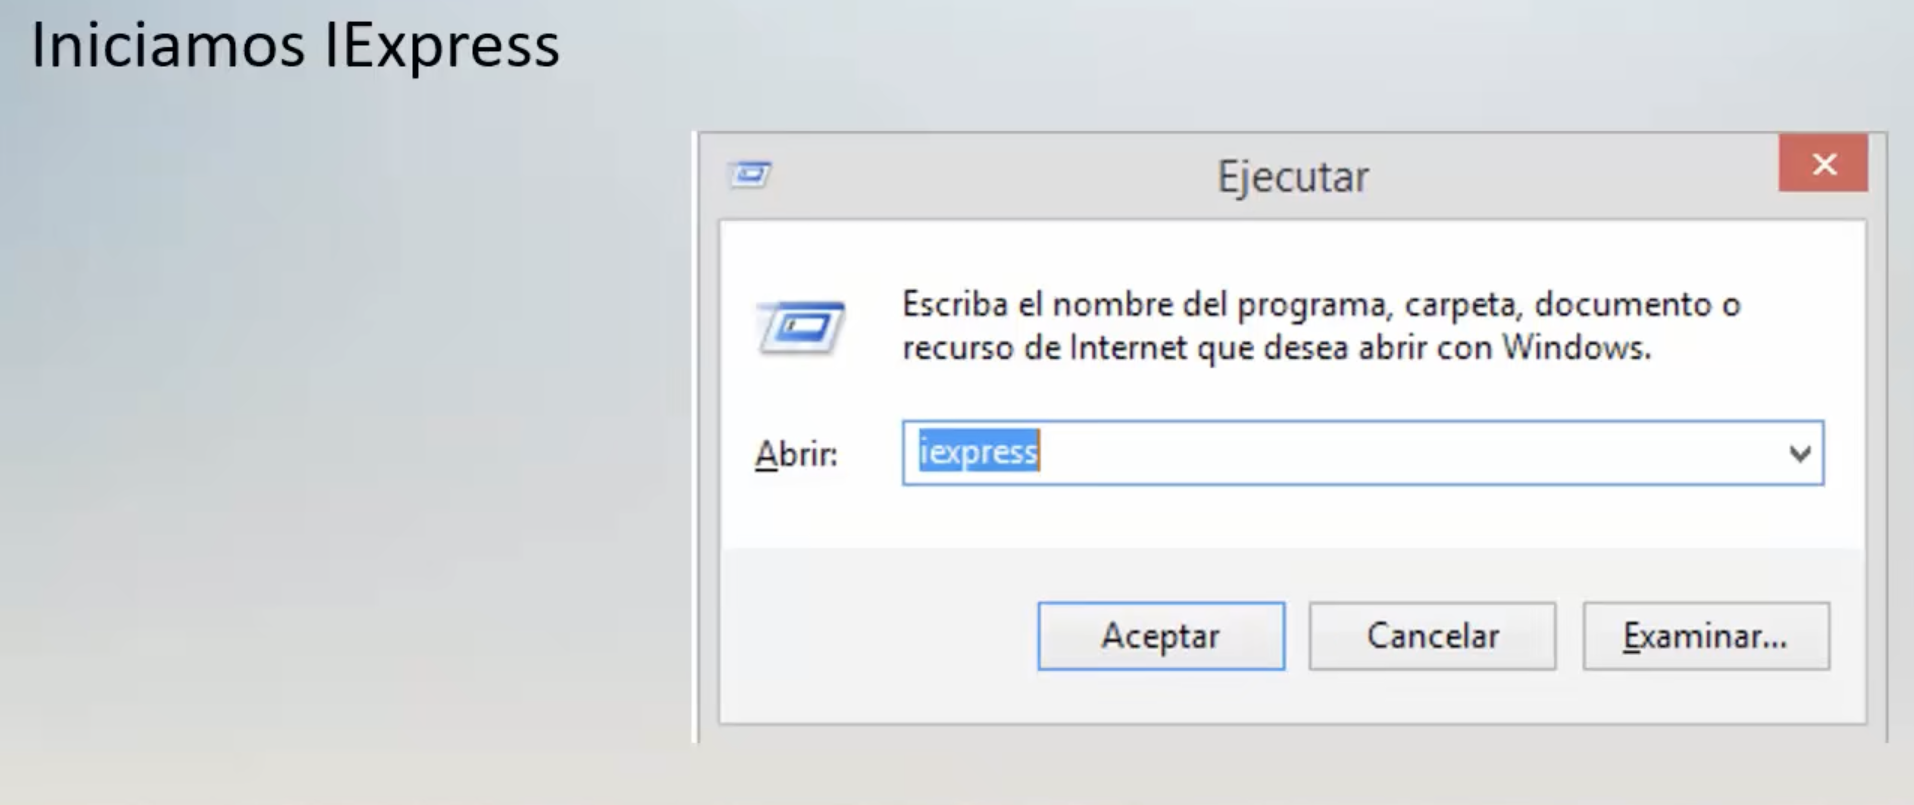 Iniciamos IExpress
Ejecutar
Escriba el nombre del programa, carpeta, documento o
recurso de Internet que desea abrir con Windows.
Abrir: iexpress
Aceptar Cancelar Examinar...